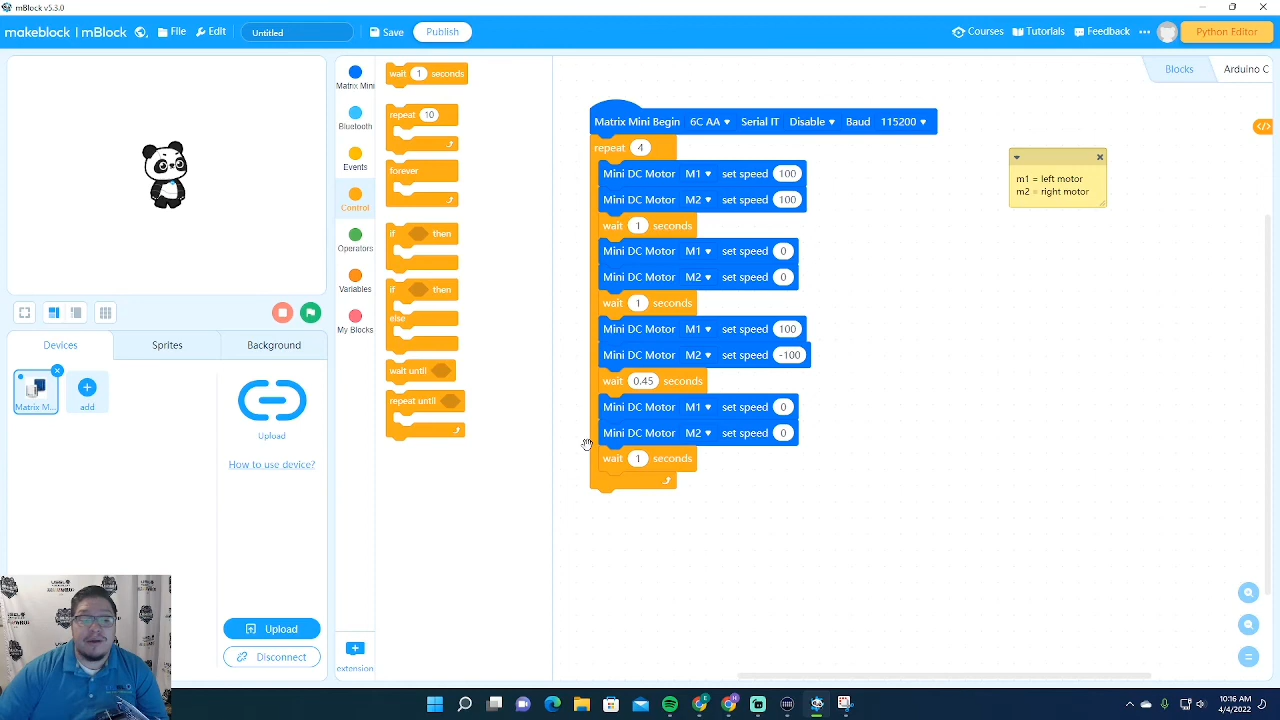 mBlock v5.3.0
makeblock | mBlock File Edit Untitled Save Publish Courses Tutorials Feedback Python Editor
Blocks Arduino C
Matrix Mini
Bluetooth
Events
Control
Operators
Variables
My Blocks
extension
wait 1 seconds
repeat 10
forever
if then
if then
else
wait until
repeat until
Matrix Mini Begin 6C AA Serial IT Disable Baud 115200
repeat 4
Mini DC Motor M1 set speed 100
Mini DC Motor M2 set speed 100
wait 1 seconds
Mini DC Motor M1 set speed 0
Mini DC Motor M2 set speed 0
wait 1 seconds
Mini DC Motor M1 set speed 100
Mini DC Motor M2 set speed -100
wait 0.45 seconds
Mini DC Motor M1 set speed 0
Mini DC Motor M2 set speed 0
wait 1 seconds
m1 = left motor
m2 = right motor
Devices Sprites Background
Matrix M...
add
Upload
How to use device?
Upload
Disconnect
10:16 AM
4/4/2022